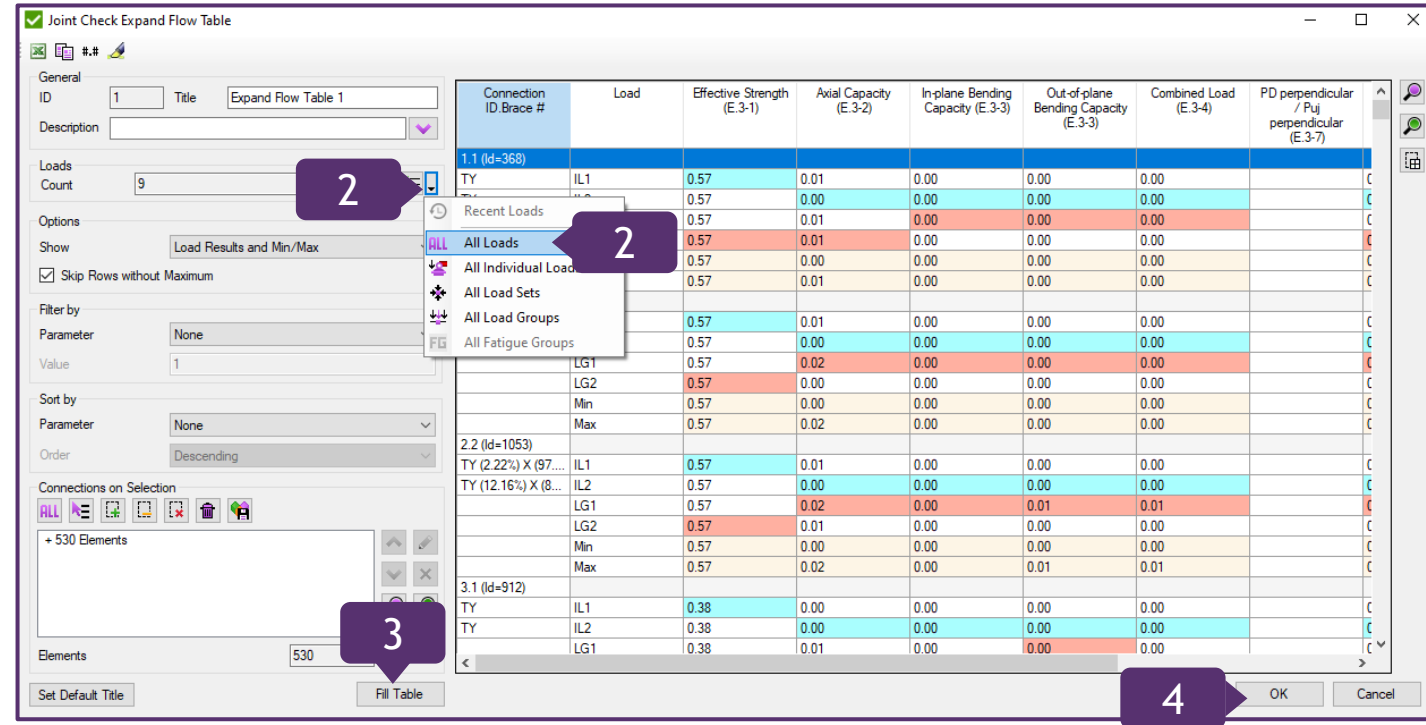 Joint Check Expand Flow Table
#.#
General
ID 1 Title Expand Flow Table 1
Description
Loads
Count 9
2
Options
Show Load Results and Min/Max
Skip Rows without Maximum
Filter by
Parameter None
Value 1
Sort by
Parameter None
Order Descending
Connections on Selection
ALL
+ 530 Elements
Elements 530
3
Set Default Title Fill Table
Recent Loads
ALL All Loads
2
All Individual Load
All Load Sets
All Load Groups
FG All Fatigue Groups
Connection ID.Brace # Load Effective Strength (E.3-1) Axial Capacity (E.3-2) In-plane Bending Capacity (E.3-3) Out-of-plane Bending Capacity (E.3-3) Combined Load (E.3-4) PD perpendicular / Puj perpendicular (E.3-7)
1.1 (Id=368)
TY IL1 0.57 0.01 0.00 0.00 0.00
0.57 0.00 0.00 0.00 0.00
0.57 0.01 0.00 0.00 0.00
0.57 0.01 0.00 0.00 0.00
0.57 0.00 0.00 0.00 0.00
0.57 0.01 0.00 0.00 0.00
0.57 0.01 0.00 0.00 0.00
0.57 0.00 0.00 0.00 0.00
LG1 0.57 0.02 0.00 0.00 0.00
LG2 0.57 0.00 0.00 0.00 0.00
Min 0.57 0.00 0.00 0.00 0.00
Max 0.57 0.02 0.00 0.00 0.00
2.2 (Id=1053)
TY (2.22%) X (97.... IL1 0.57 0.01 0.00 0.00 0.00
TY (12.16%) X (8... IL2 0.57 0.00 0.00 0.00 0.00
LG1 0.57 0.02 0.00 0.01 0.01
LG2 0.57 0.01 0.00 0.00 0.00
Min 0.57 0.00 0.00 0.00 0.00
Max 0.57 0.02 0.00 0.01 0.01
3.1 (Id=912)
TY IL1 0.38 0.00 0.00 0.00 0.00
TY IL2 0.38 0.00 0.00 0.00 0.00
LG1 0.38 0.01 0.00 0.00 0.00
4
OK Cancel